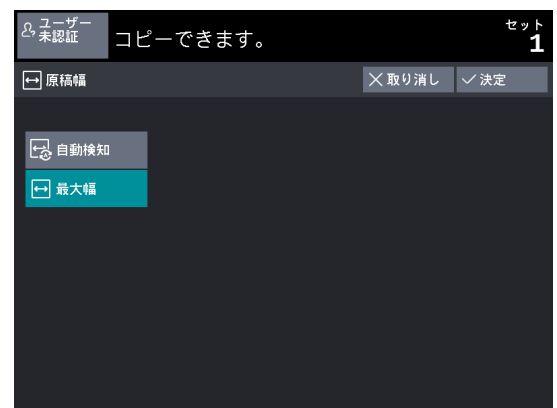 ユーザー
未認証
コピーできます。
セット
1
原稿幅
取り消し
決定
自動検知
最大幅